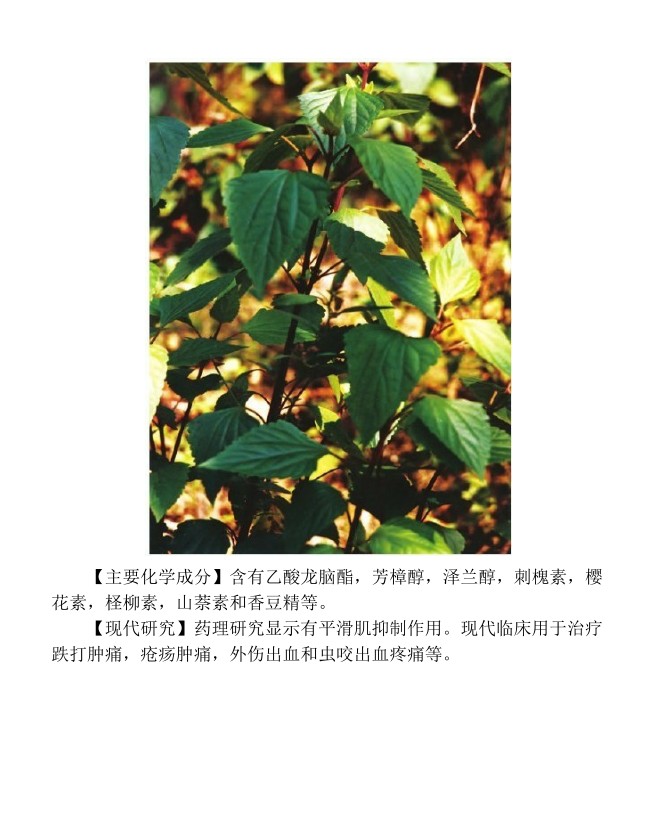 【主要化学成分】含有乙酸龙脑酯，芳樟醇，泽兰醇，刺槐素，樱
花素，柽柳素，山萘素和香豆精等。
【现代研究】药理研究显示有平滑肌抑制作用。现代临床用于治疗
跌打肿痛，疮疡肿痛，外伤出血和虫咬出血疼痛等。